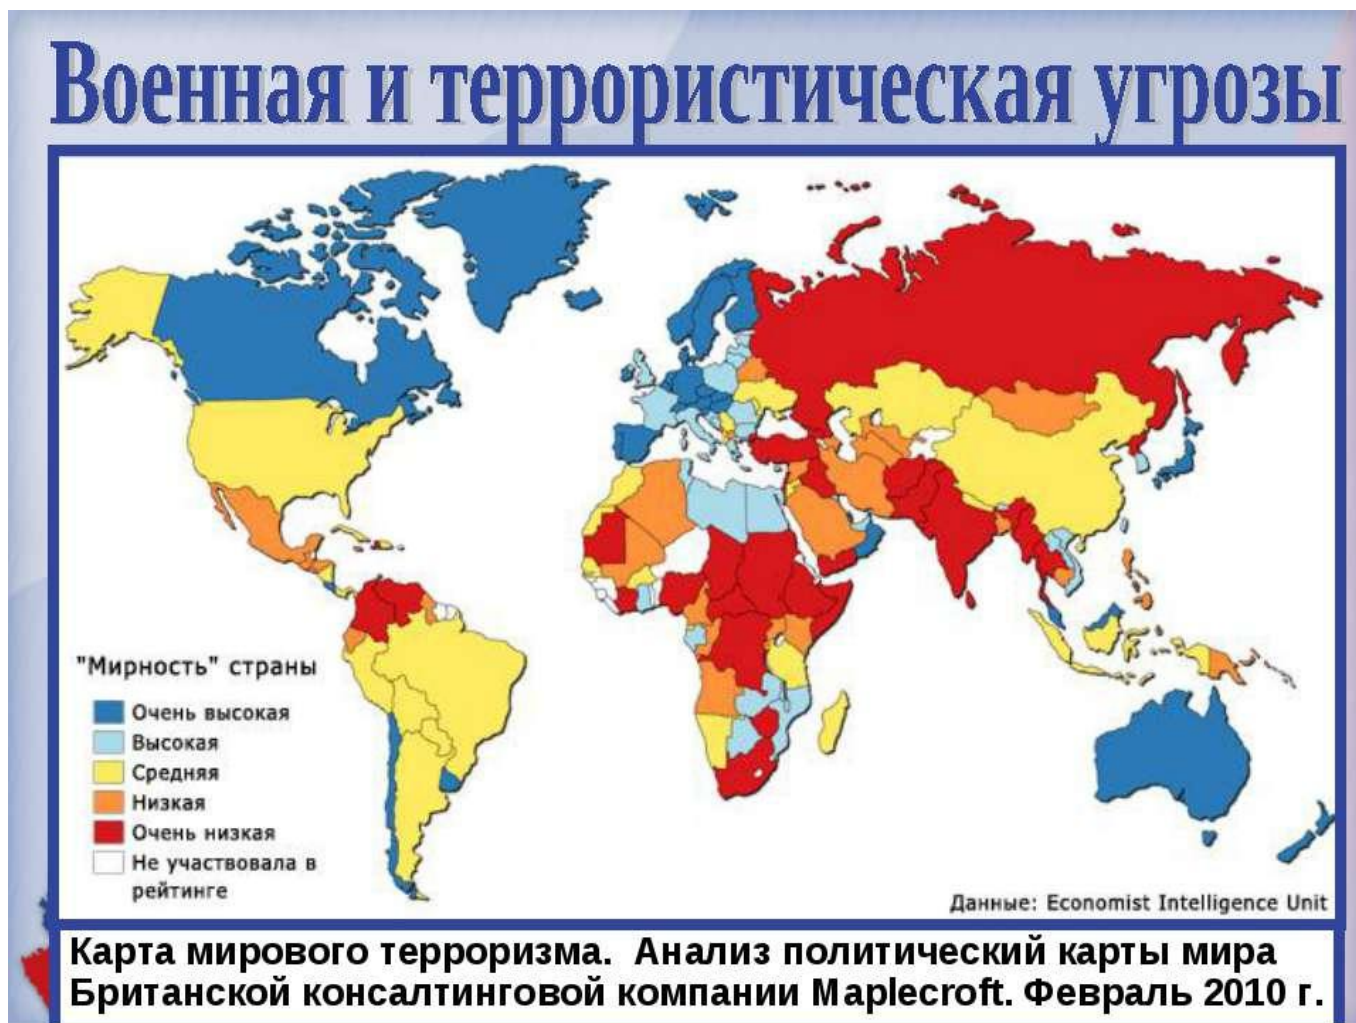 Военная и террористическая угрозы
"Мирность" страны
Очень высокая
Высокая
Средняя
Низкая
Очень низкая
Не участвовала в
рейтинге
Данные: Economist Intelligence Unit
Карта мирового терроризма. Анализ политический карты мира
Британской консалтинговой компании Maplecroft. Февраль 2010 г.